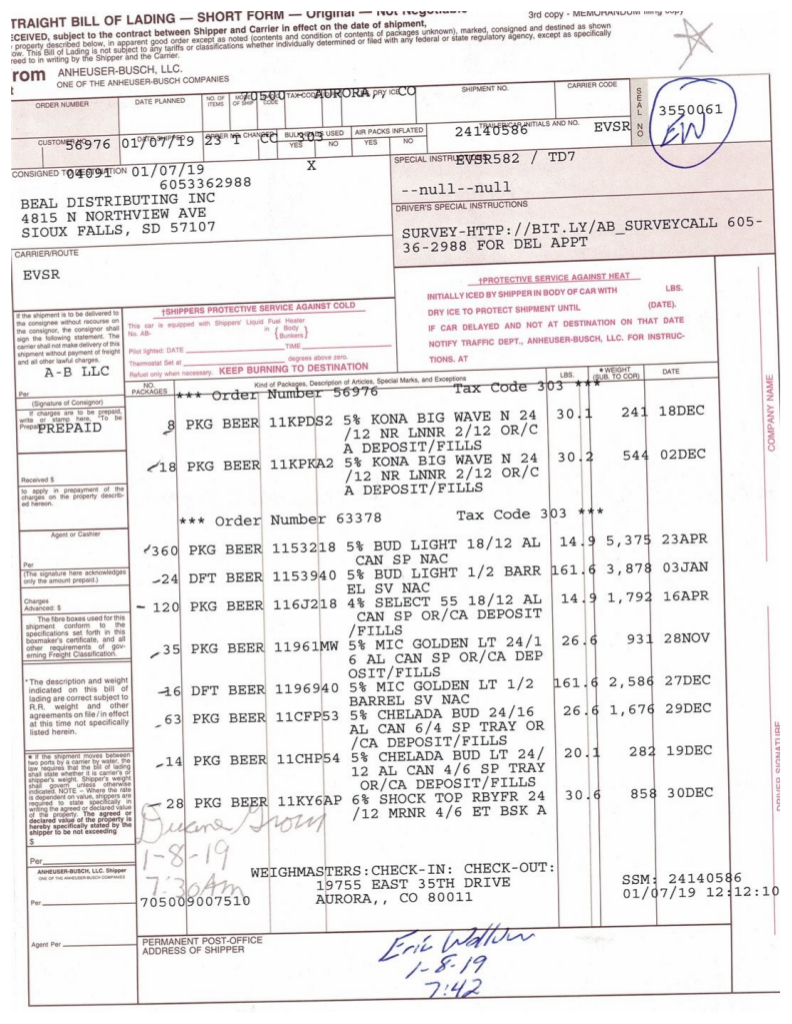 TRAIGHT BILL OF LADING — SHORT FORM — Original — Not Negotiable
3rd copy - MEMORANDUM filing copy
ECEIVED, subject to the contract between Shipper and Carrier in effect on the date of shipment,
property described below, in apparent good order except as noted (contents and condition of contents of packages unknown), marked, consigned and destined as shown
ow. This Bill of Lading is not subject to any tariffs or classifications whether individually determined or filed with any federal or state regulatory agency, except as specifically
reed to in writing by the Shipper and the Carrier.
rom ANHEUSER-BUSCH, LLC.
ONE OF THE ANHEUSER-BUSCH COMPANIES
0500 AURORA, CO
ORDER NUMBER DATE PLANNED NO. OF ITEMS TAX CODE DRY ICE SHIPMENT NO. CARRIER CODE SEAL NO
3550061
EW
56976 01/07/19 23 T CC 303 24140586 EVSR
CUSTOMER NO. DATE SHIPPED ORDER NO. CHANGED BULKHEADS USED YES NO AIR PACKS INFLATED YES NO TRAILER/CAR INITIALS AND NO.
04091 01/07/19 X
SPECIAL INSTRUCTIONS EVSR582 / TD7
CONSIGNED TO/DESTINATION
6053362988
--null--null
BEAL DISTRIBUTING INC
4815 N NORTHVIEW AVE
SIOUX FALLS, SD 57107
DRIVER'S SPECIAL INSTRUCTIONS
SURVEY-HTTP://BIT.LY/AB_SURVEYCALL 605-
36-2988 FOR DEL APPT
CARRIER/ROUTE
EVSR
†PROTECTIVE SERVICE AGAINST HEAT
INITIALLY ICED BY SHIPPER IN BODY OF CAR WITH LBS.
DRY ICE TO PROTECT SHIPMENT UNTIL (DATE).
IF CAR DELAYED AND NOT AT DESTINATION ON THAT DATE
NOTIFY TRAFFIC DEPT., ANHEUSER-BUSCH, LLC. FOR INSTRUC-
TIONS. AT
If the shipment is to be delivered to
the consignee without recourse on
the consignor, the consignor shall
sign the following statement. The
carrier shall not make delivery of this
shipment without payment of freight
and all other lawful charges.
A-B LLC
Per
(Signature of Consignor)
†SHIPPERS PROTECTIVE SERVICE AGAINST COLD
This car is equipped with Shippers' Liquid Fuel Heater
No. AB- in { Body Bunkers }
Pilot lighted: DATE TIME
Thermostat Set at degrees above zero.
Refuel only when necessary. KEEP BURNING TO DESTINATION
NO. PACKAGES Kind of Packages, Description of Articles, Special Marks, and Exceptions LBS. *WEIGHT (SUB. TO COR) DATE
*** Order Number 56976 Tax Code 303 ***
If charges are to be prepaid,
write or stamp here, "To be
Prepaid"
PREPAID
8 PKG BEER 11KPDS2 5% KONA BIG WAVE N 24 30.1 241 18DEC
/12 NR LNNR 2/12 OR/C
A DEPOSIT/FILLS
18 PKG BEER 11KPKA2 5% KONA BIG WAVE N 24 30.2 544 02DEC
/12 NR LNNR 2/12 OR/C
A DEPOSIT/FILLS
Received $
to apply in prepayment of the
charges on the property describ-
ed hereon.
Agent or Cashier
Per
(The signature here acknowledges
only the amount prepaid.)
*** Order Number 63378 Tax Code 303 ***
360 PKG BEER 1153218 5% BUD LIGHT 18/12 AL 14.9 5,375 23APR
CAN SP NAC
24 DFT BEER 1153940 5% BUD LIGHT 1/2 BARR 161.6 3,878 03JAN
EL SV NAC
120 PKG BEER 116J218 4% SELECT 55 18/12 AL 14.9 1,792 16APR
CAN SP OR/CA DEPOSIT
/FILLS
35 PKG BEER 11961MW 5% MIC GOLDEN LT 24/1 26.6 931 28NOV
6 AL CAN SP OR/CA DEP
OSIT/FILLS
16 DFT BEER 1196940 5% MIC GOLDEN LT 1/2 161.6 2,586 27DEC
BARREL SV NAC
63 PKG BEER 11CFP53 5% CHELADA BUD 24/16 26.6 1,676 29DEC
AL CAN 6/4 SP TRAY OR
/CA DEPOSIT/FILLS
14 PKG BEER 11CHP54 5% CHELADA BUD LT 24/ 20.1 282 19DEC
12 AL CAN 4/6 SP TRAY
OR/CA DEPOSIT/FILLS
28 PKG BEER 11KY6AP 6% SHOCK TOP RBYFR 24 30.6 858 30DEC
/12 MRNR 4/6 ET BSK A
Charges
Advanced: $
The fibre boxes used for this
shipment conform to the
specifications set forth in this
boxmaker's certificate, and all
other requirements of gov-
erning Freight Classification.
* The description and weight
indicated on this bill of
lading are correct subject to
R.R. weight and other
agreements on file / in effect
at this time not specifically
listed herein.
* If the shipment moves between
two ports by a carrier by water, the
law requires that the bill of lading
shall state whether it is carrier's or
shipper's weight. Shipper's weight
shall govern unless otherwise
indicated. NOTE – Where the rate
is dependent on value, shippers are
required to state specifically in
writing the agreed or declared value
of the property. The agreed or
declared value of the property is
hereby specifically stated by the
shipper to be not exceeding
$
Per
ANHEUSER-BUSCH, LLC. Shipper
ONE OF THE ANHEUSER-BUSCH COMPANIES
Per
Agent Per
Duane
1-8-19
7:30 Am
WEIGHMASTERS:CHECK-IN: CHECK-OUT:
19755 EAST 35TH DRIVE SSM: 24140586
705009007510 AURORA,, CO 80011 01/07/19 12:12:10
PERMANENT POST-OFFICE
ADDRESS OF SHIPPER
Eric
1-8-19
7:42
COMPANY NAME
DRIVER SIGNATURE